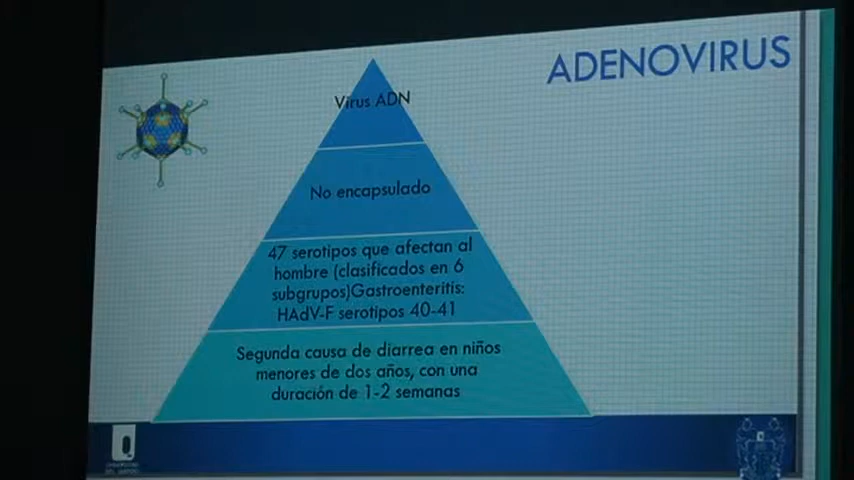 ADENOVIRUS
Virus ADN
No encapsulado
47 serotipos que afectan al
hombre (clasificados en 6
subgrupos)Gastroenteritis:
HAdV-F serotipos 40-41
Segunda causa de diarrea en niños
menores de dos años, con una
duración de 1-2 semanas